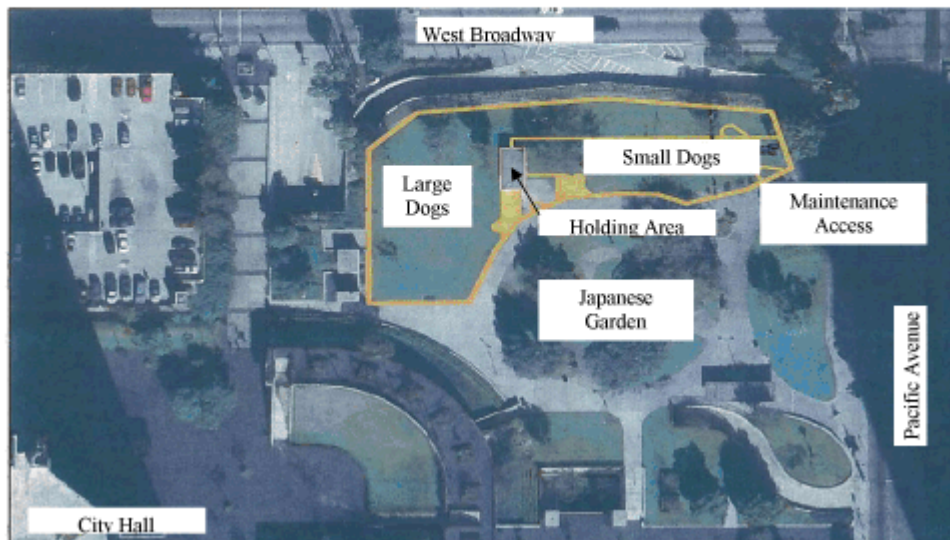 West Broadway
Small Dogs
Large
Dogs
Maintenance
Access
Holding Area
Japanese
Garden
Pacific Avenue
City Hall